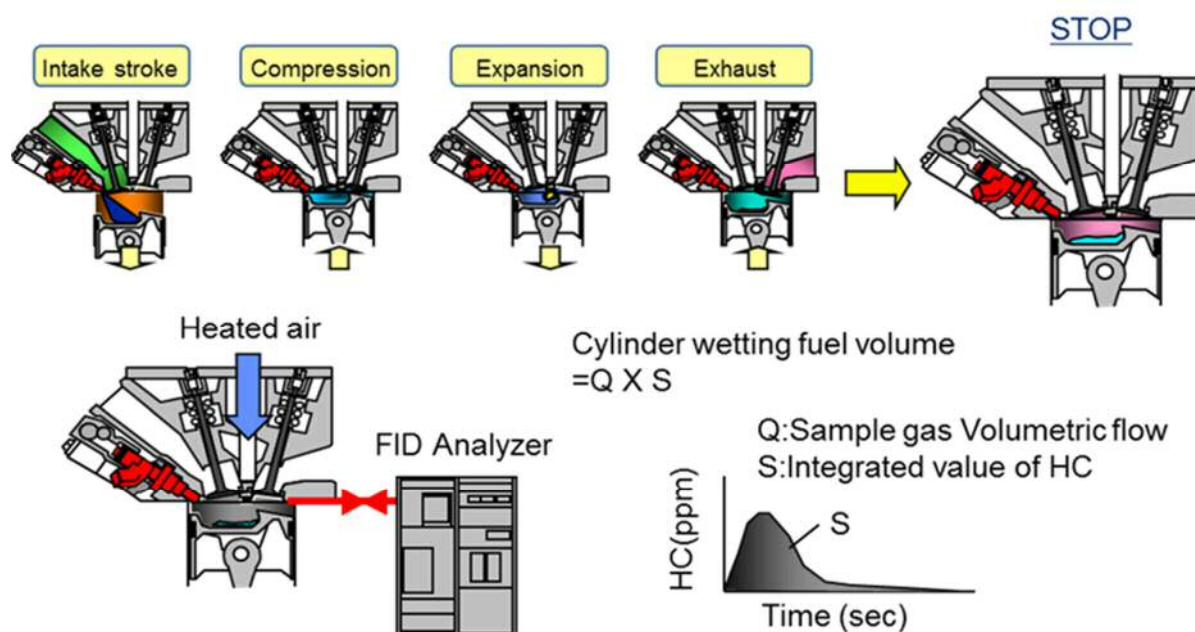 STOP
Intake stroke
Compression
Expansion
Exhaust
Heated air
FID Analyzer
Cylinder wetting fuel volume
=Q X S
Q:Sample gas Volumetric flow
S:Integrated value of HC
HC(ppm)
S
Time (sec)